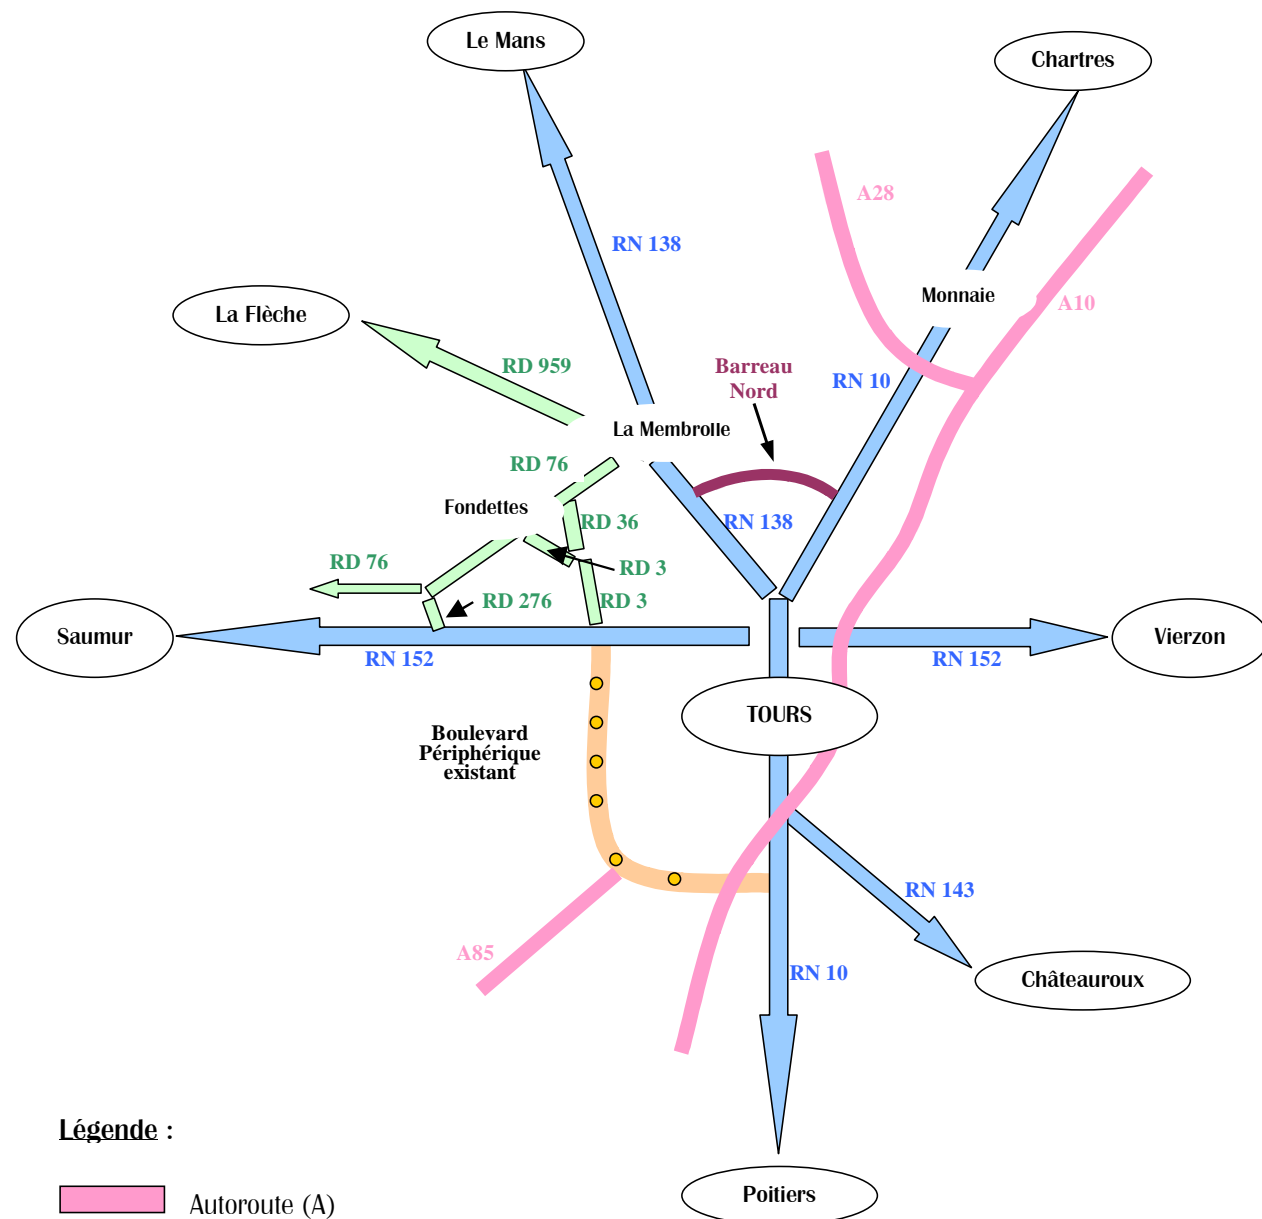 Le Mans
Chartres
A28
RN 138
Monnaie
A10
La Flèche
RD 959
Barreau
Nord
RN 10
La Membrolle
RD 76
Fondettes
RD 36
RN 138
RD 76
RD 3
RD 276
RD 3
Saumur
RN 152
RN 152
Vierzon
TOURS
Boulevard
Périphérique
existant
RN 143
A85
RN 10
Châteauroux
Légende :
Poitiers
Autoroute (A)